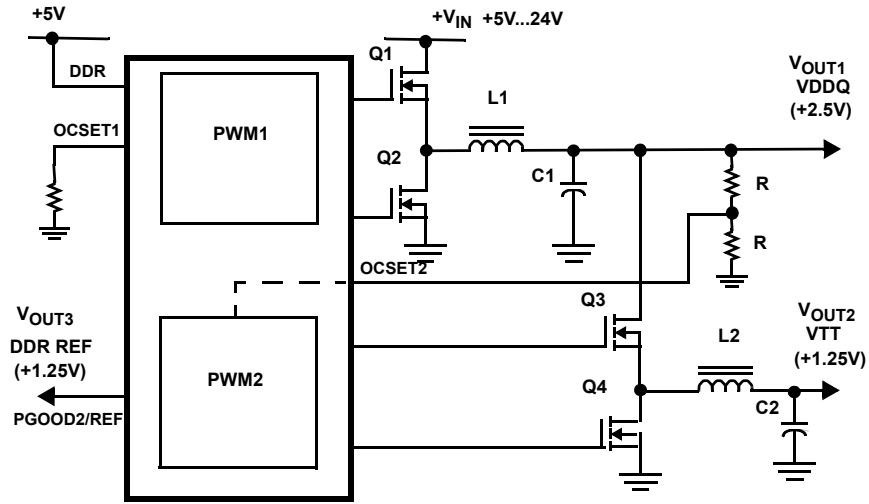 +5V
+VIN +5V...24V
Q1
DDR
L1
VOUT1
VDDQ
(+2.5V)
OCSET1
PWM1
Q2
C1
R
R
OCSET2
Q3
VOUT3
DDR REF
(+1.25V)
L2
VOUT2
VTT
(+1.25V)
PWM2
Q4
C2
PGOOD2/REF